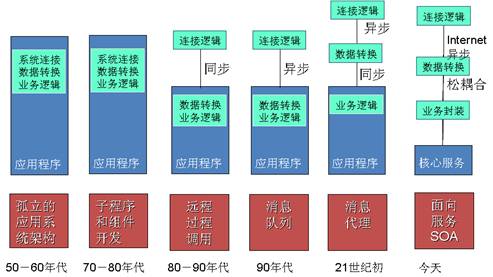 系统连接
数据转换
业务逻辑
应用程序
孤立的
应用系
统架构
50－60年代
系统连接
数据转换
业务逻辑
应用程序
子程序
和组件
开发
70－80年代
连接逻辑
同步
数据转换
业务逻辑
应用程序
远程
过程
调用
80－90年代
连接逻辑
异步
数据转换
业务逻辑
应用程序
消息
队列
90年代
连接逻辑
异步
数据转换
同步
业务逻辑
应用程序
消息
代理
21世纪初
连接逻辑
Internet
异步
数据转换
松耦合
业务封装
核心服务
面向
服务
SOA
今天